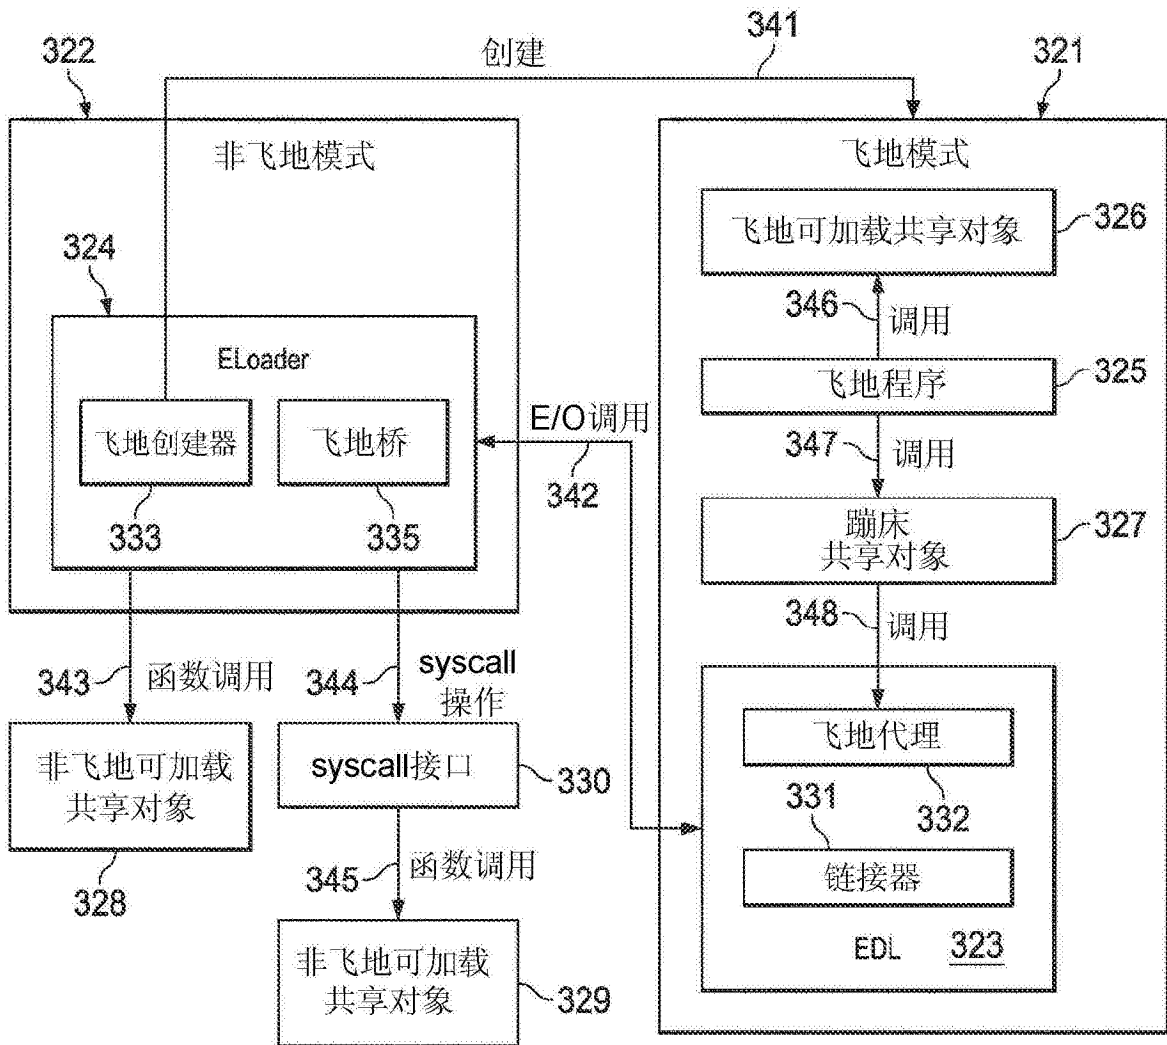 322
创建
341
321
非飞地模式
324
ELoader
飞地创建器
飞地桥
333
335
E/O调用
342
飞地模式
飞地可加载共享对象
326
346
调用
飞地程序
325
347
调用
蹦床
共享对象
327
348
调用
飞地代理
331
332
链接器
EDL
323
343
函数调用
344
syscall
操作
非飞地可加载
共享对象
328
syscall接口
330
345
函数调用
非飞地可加载
共享对象
329